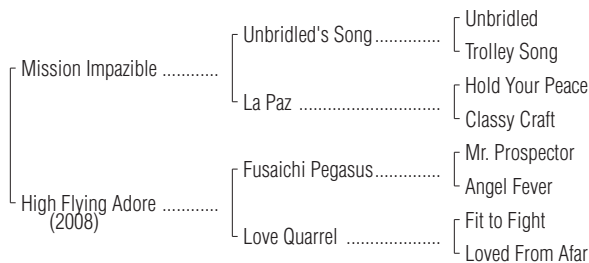 Unbridled
Unbridled's Song..............
Trolley Song
Mission Impazible ............
Hold Your Peace
La Paz ..............................
Classy Craft
Mr. Prospector
Fusaichi Pegasus..............
Angel Fever
High Flying Adore ............
(2008)
Fit to Fight
Love Quarrel ....................
Loved From Afar